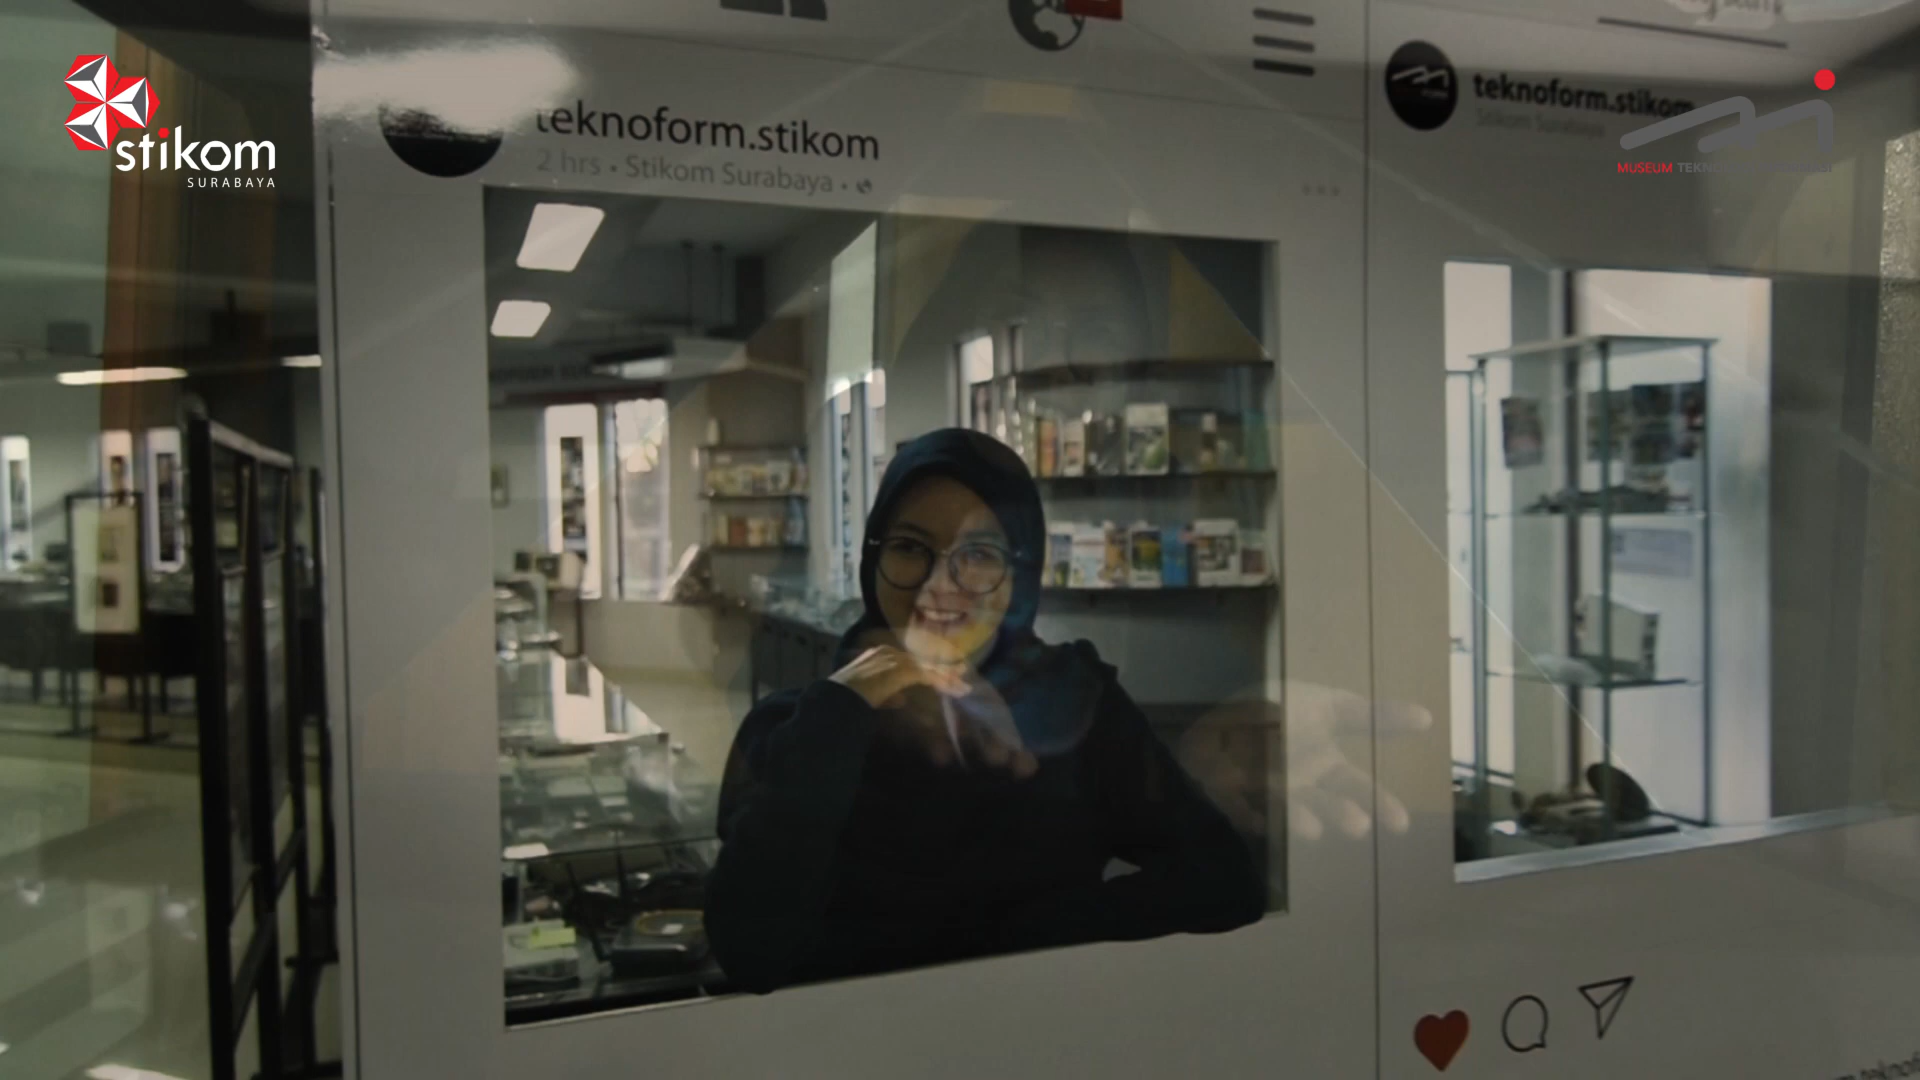 stikom
SURABAYA
teknoform.stikom
2 hrs • Stikom Surabaya •
teknoform.stikom
Stikom Surabaya
MUSEUM